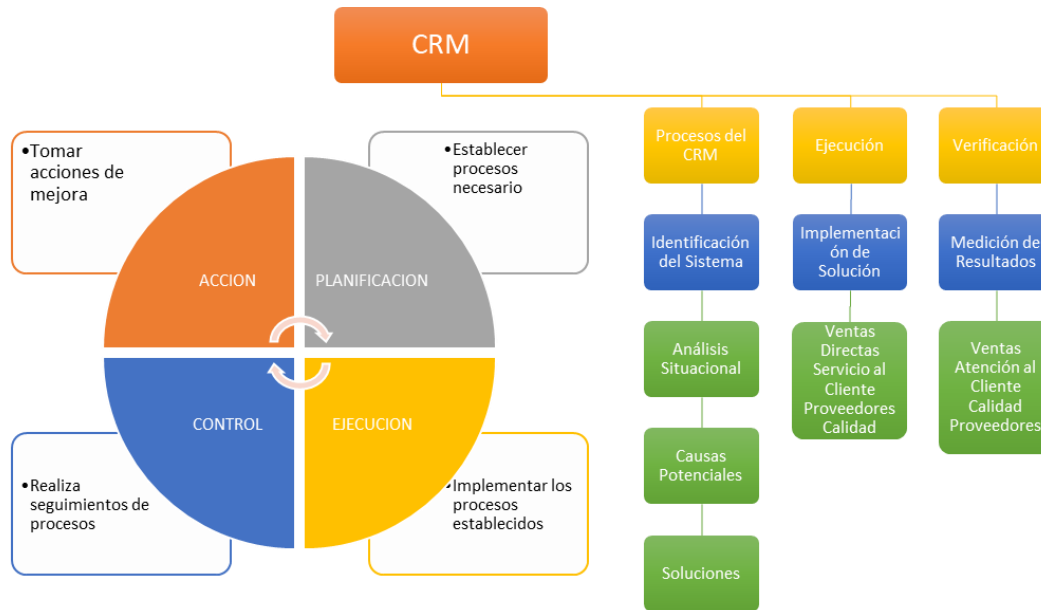 CRM
•Tomar
acciones de
mejora
•Establecer
procesos
necesario
ACCION
PLANIFICACION
CONTROL
EJECUCION
•Realiza
seguimientos de
procesos
•Implementar los
procesos
establecidos
Procesos del
CRM
Identificación
del Sistema
Análisis
Situacional
Causas
Potenciales
Soluciones
Ejecución
Implementaci
ón de
Solución
Ventas
Directas
Servicio al
Cliente
Proveedores
Calidad
Verificación
Medición de
Resultados
Ventas
Atención al
Cliente
Calidad
Proveedores